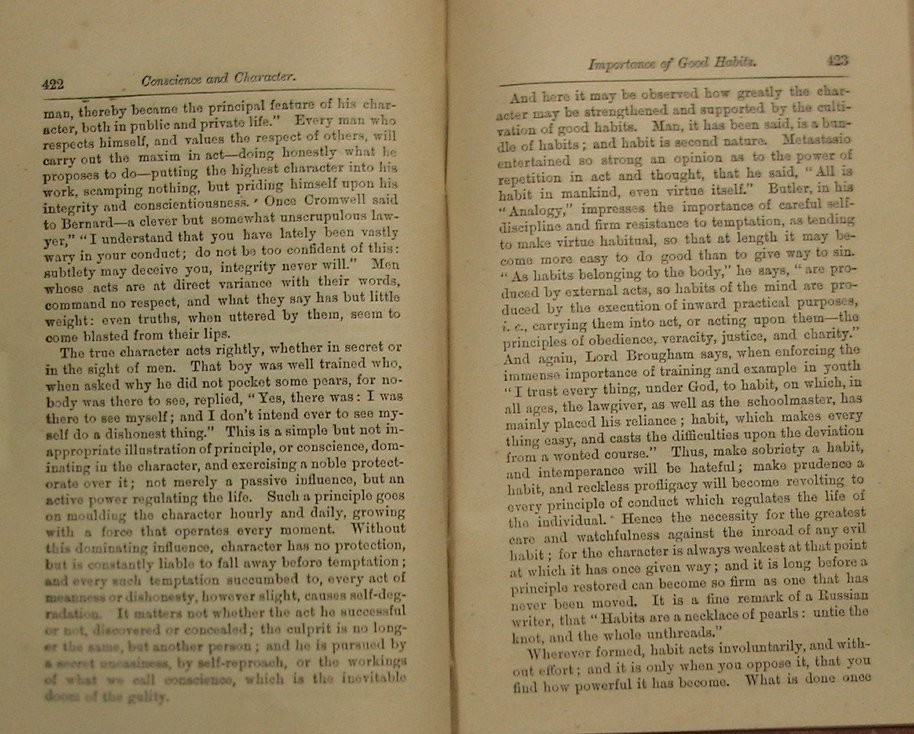 422
Conscience and Character.
man, thereby became the principal feature of his char-
acter, both in public and private life." Every man who
respects himself, and values the respect of others, will
carry out the maxim in act—doing honestly what he
proposes to do—putting the highest character into his
work, scamping nothing, but priding himself upon his
integrity and conscientiousness. Once Cromwell said
to Bernard—a clever but somewhat unscrupulous law-
yer," "I understand that you have lately been vastly
wary in your conduct; do not be too confident of this:
subtlety may deceive you, integrity never will." Men
whose acts are at direct variance with their words,
command no respect, and what they say has but little
weight: even truths, when uttered by them, seem to
come blasted from their lips.
The true character acts rightly, whether in secret or
in the sight of men. That boy was well trained who,
when asked why he did not pocket some pears, for no-
body was there to see, replied, "Yes, there was: I was
there to see myself; and I don't intend ever to see my-
self do a dishonest thing." This is a simple but not in-
appropriate illustration of principle, or conscience, dom-
inating in the character, and exercising a noble protect-
orate over it; not merely a passive influence, but an
active power regulating the life. Such a principle goes
on moulding the character hourly and daily, growing
with a force that operates every moment. Without
this dominating influence, character has no protection,
but is constantly liable to fall away before temptation;
and every such temptation succumbed to, every act of
meanness or dishonesty, however slight, causes self-deg-
radation. It matters not whether the act be successful
or not, discovered or concealed; the culprit is no long-
er the same, but another person; and he is pursued by
a secret uneasiness, by self-reproach, or the workings
of what we call conscience, which is the inevitable
doom of the guilty.
Importance of Good Habits.
423
And here it may be observed how greatly the char-
acter may be strengthened and supported by the culti-
vation of good habits. Man, it has been said, is a bun-
dle of habits; and habit is second nature. Metastasio
entertained so strong an opinion as to the power of
repetition in act and thought, that he said, "All is
habit in mankind, even virtue itself." Butler, in his
"Analogy," impresses the importance of careful self-
discipline and firm resistance to temptation, as tending
to make virtue habitual, so that at length it may be-
come more easy to do good than to give way to sin.
"As habits belonging to the body," he says, "are pro-
duced by external acts, so habits of the mind are pro-
duced by the execution of inward practical purposes,
i. e., carrying them into act, or acting upon them—the
principles of obedience, veracity, justice, and charity."
And again, Lord Brougham says, when enforcing the
immense importance of training and example in youth
"I trust every thing, under God, to habit, on which, in
all ages, the lawgiver, as well as the schoolmaster, has
mainly placed his reliance; habit, which makes every
thing easy, and casts the difficulties upon the deviation
from a wonted course." Thus, make sobriety a habit,
and intemperance will be hateful; make prudence a
habit, and reckless profligacy will become revolting to
every principle of conduct which regulates the life of
the individual. Hence the necessity for the greatest
care and watchfulness against the inroad of any evil
habit; for the character is always weakest at that point
at which it has once given way; and it is long before a
principle restored can become so firm as one that has
never been moved. It is a fine remark of a Russian
writer, that "Habits are a necklace of pearls: untie the
knot, and the whole unthreads."
Wherever formed, habit acts involuntarily, and with-
out effort; and it is only when you oppose it, that you
find how powerful it has become. What is done once